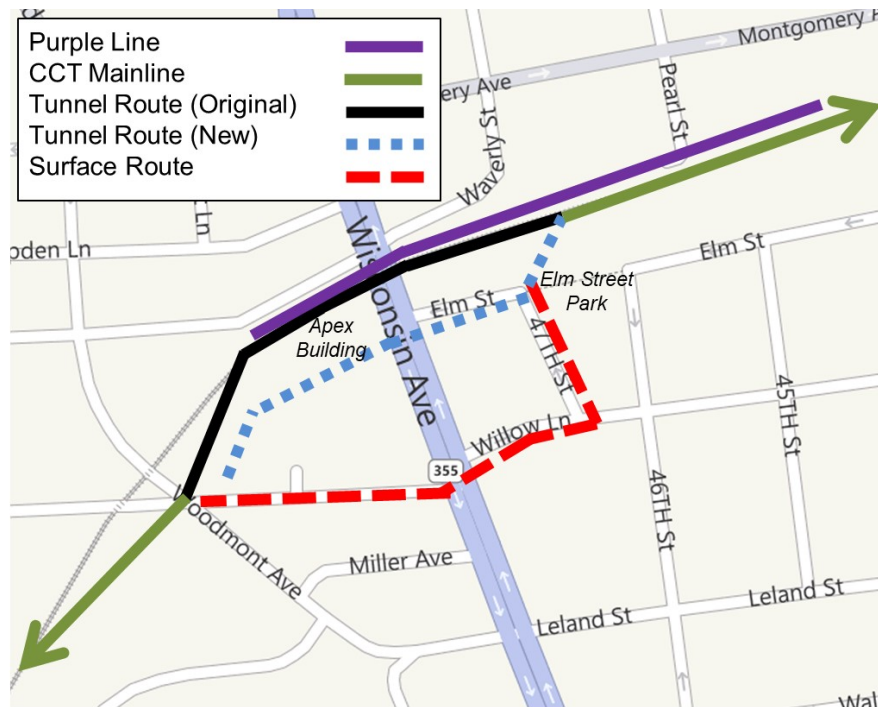 Purple Line
CCT Mainline
Tunnel Route (Original)
Tunnel Route (New)
Surface Route
Montgomery
ery Ave
Pearl St
Waverly St
Ln
Wisconsin Ave
oden Ln
Elm St
Elm Street
Park
Elm St
Apex
Building
47TH St
45TH St
Willow Ln
355
46TH St
Woodmont Ave
Miller Ave
Leland St
Leland St
Wal